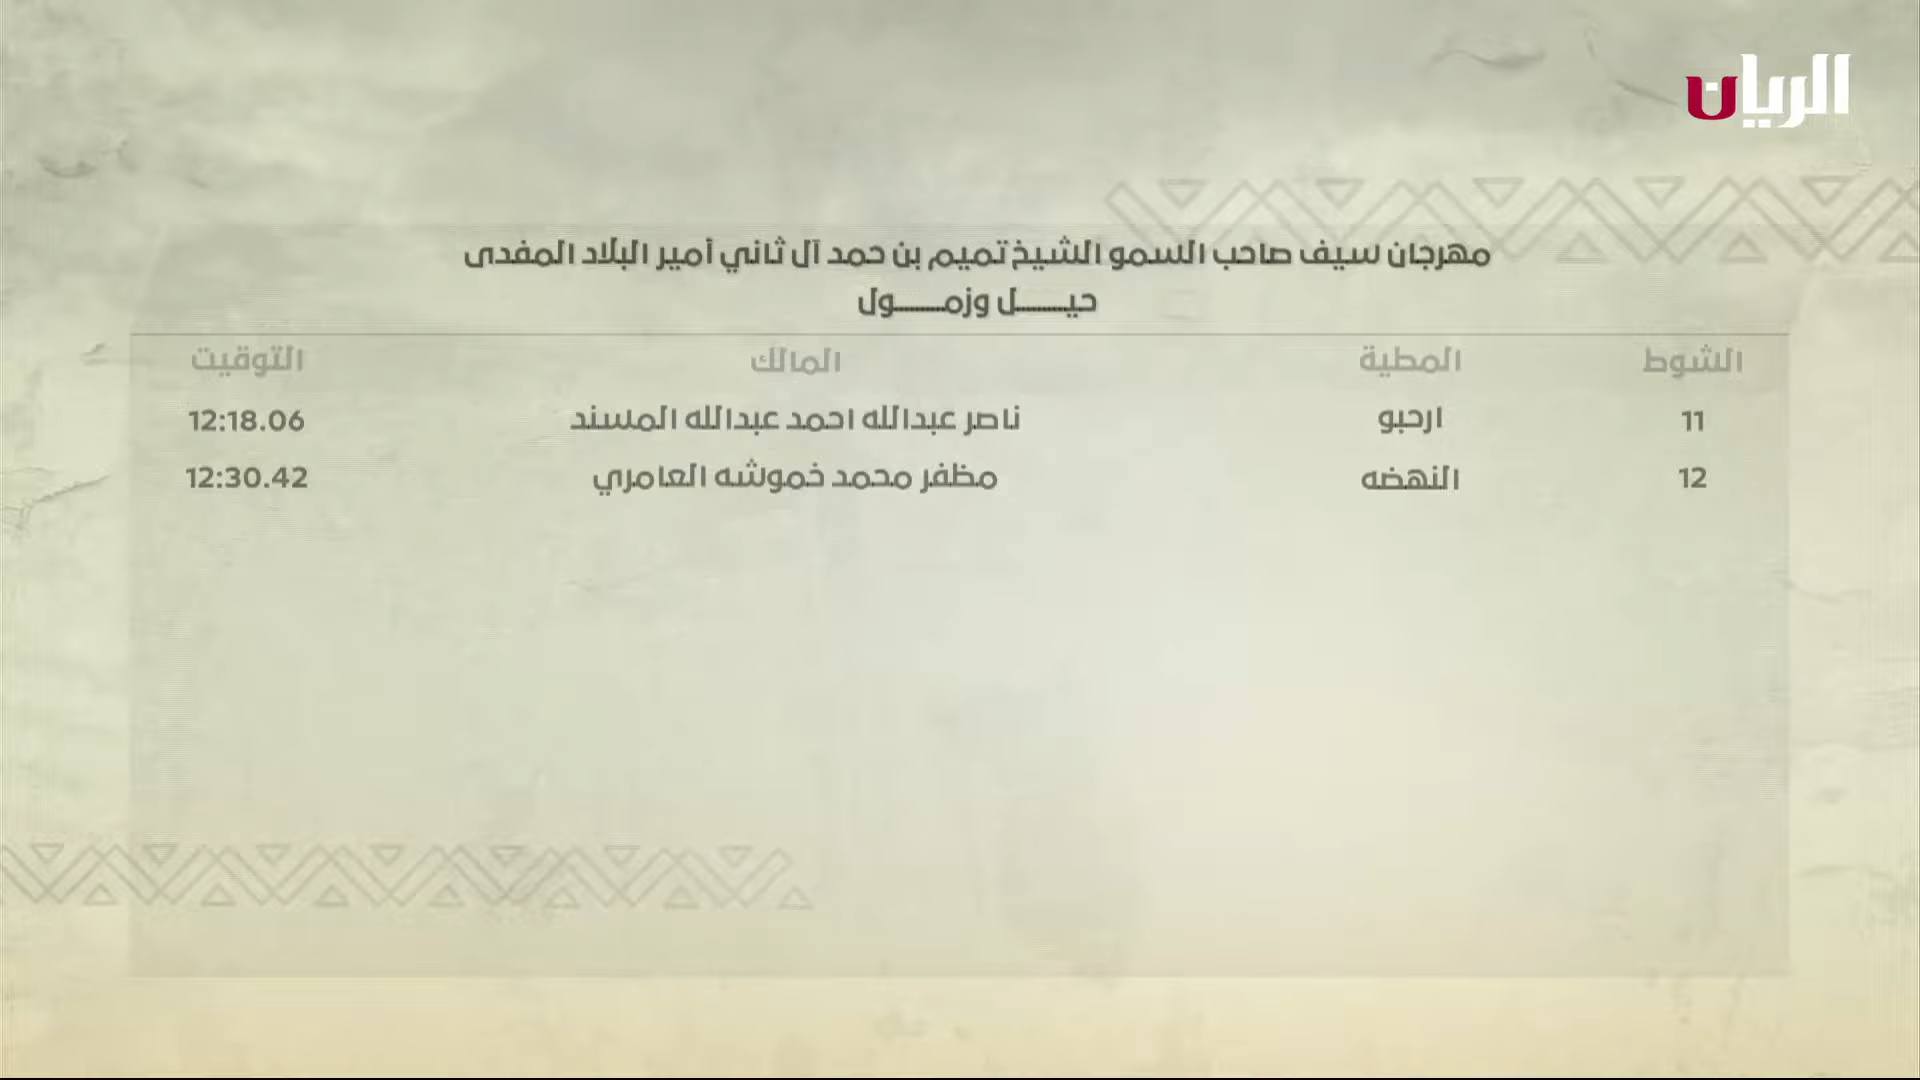 الريان
مهرجان سيف صاحب السمو الشيخ تميم بن حمد آل ثاني أمير البلاد المفدى
حيـــــل وزمـــــول
الشوط المطية المالك التوقيت
11 ارحبو ناصر عبدالله احمد عبدالله المسند 12:18.06
12 النهضه مظفر محمد خموشه العامري 12:30.42